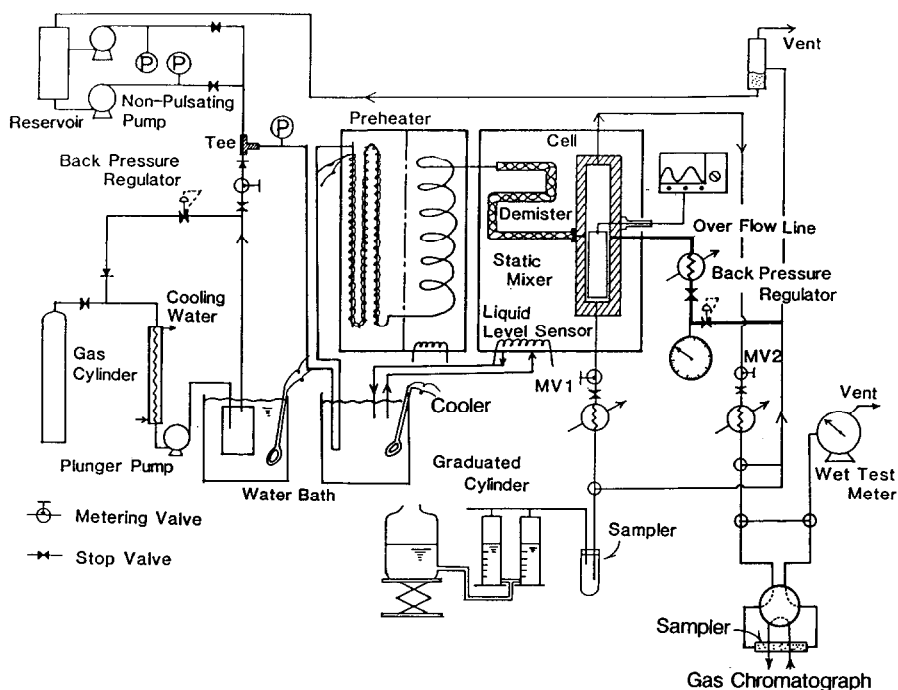 Vent
P
P
Non-Pulsating
Pump
Reservoir
Tee
P
Preheater
Cell
Back Pressure
Regulator
Demister
Over Flow Line
Static
Mixer
Back Pressure
Regulator
Cooling
Water
Liquid
Level Sensor
Gas
Cylinder
MV1
MV2
Cooler
Vent
Plunger Pump
Water Bath
Graduated
Cylinder
Wet Test
Meter
Metering Valve
Sampler
Stop Valve
Sampler
Gas Chromatograph